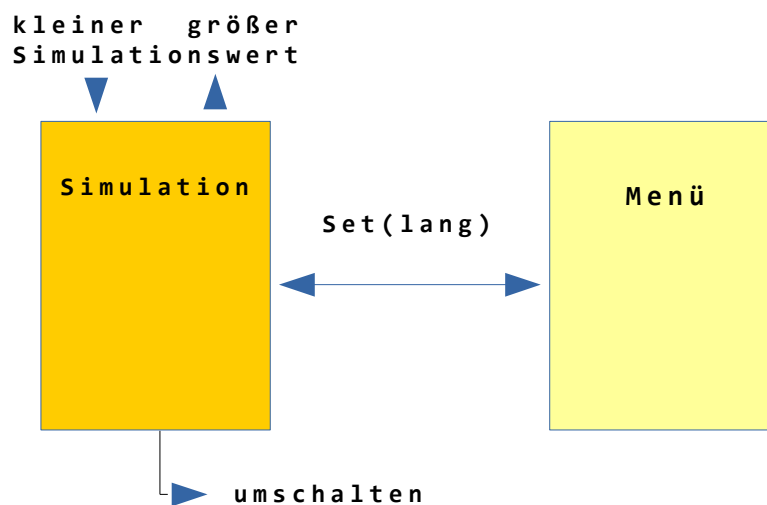 kleiner größer
Simulationswert
Simulation
Menü
Set(lang)
umschalten